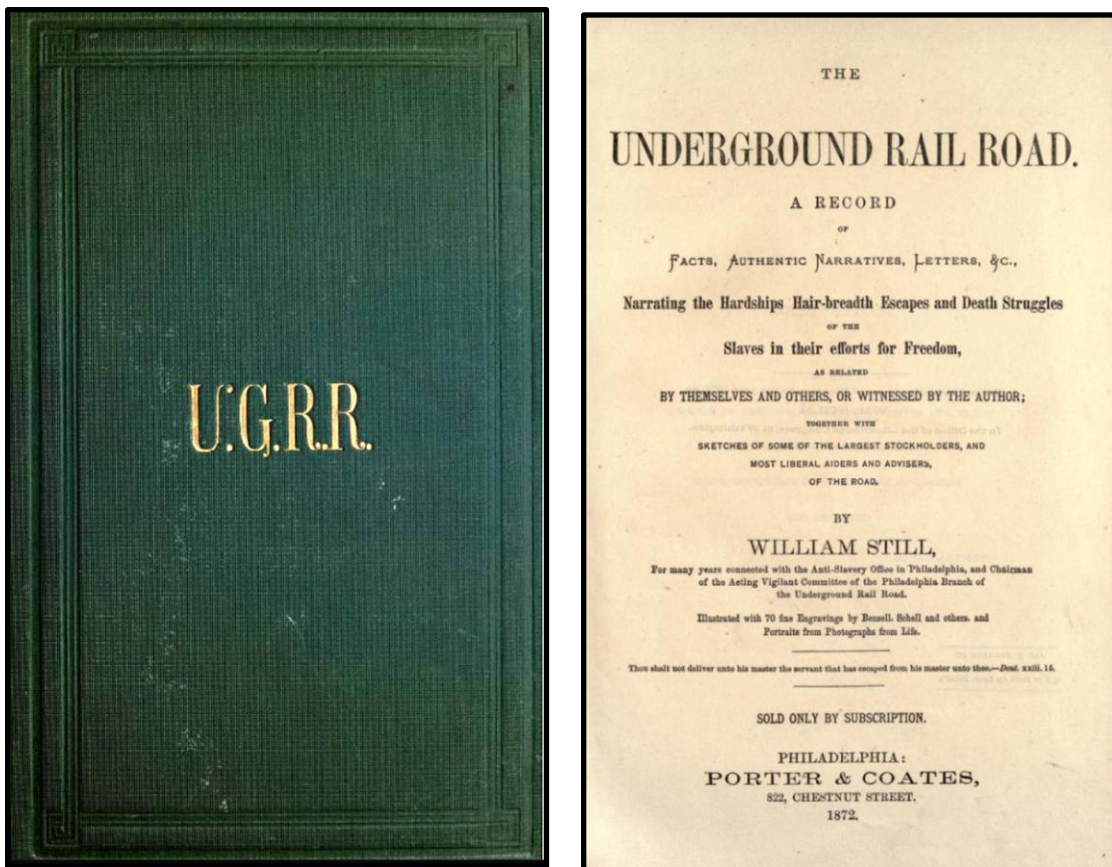 U.G.R.R.
THE
UNDERGROUND RAIL ROAD.
A RECORD
OF
FACTS, AUTHENTIC NARRATIVES, LETTERS, &C.,
Narrating the Hardships Hair-breadth Escapes and Death Struggles
OF THE
Slaves in their efforts for Freedom,
AS RELATED
BY THEMSELVES AND OTHERS, OR WITNESSED BY THE AUTHOR;
TOGETHER WITH
SKETCHES OF SOME OF THE LARGEST STOCKHOLDERS, AND
MOST LIBERAL AIDERS AND ADVISERS,
OF THE ROAD.
BY
WILLIAM STILL,
For many years connected with the Anti-Slavery Office in Philadelphia, and Chairman
of the Acting Vigilant Committee of the Philadelphia Branch of
the Underground Rail Road.
Illustrated with 70 fine Engravings by Bensell, Schell and others, and
Portraits from Photographs from Life.
Thou shalt not deliver unto his master the servant that has escaped from his master unto thee.—Deut. xxiii. 15.
SOLD ONLY BY SUBSCRIPTION.
PHILADELPHIA:
PORTER & COATES,
822, CHESTNUT STREET.
1872.